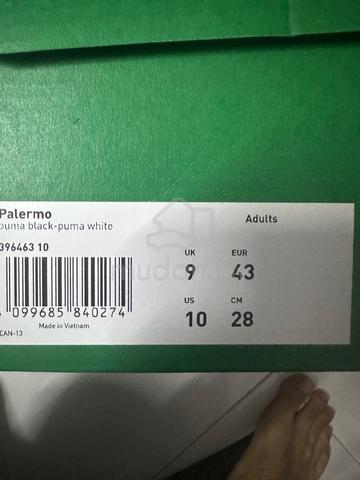 Palermo
puma black-puma white
396463 10
Adults
UK EUR
9 43
US CM
10 28
4 099685 840274
Made in Vietnam
EAN-13